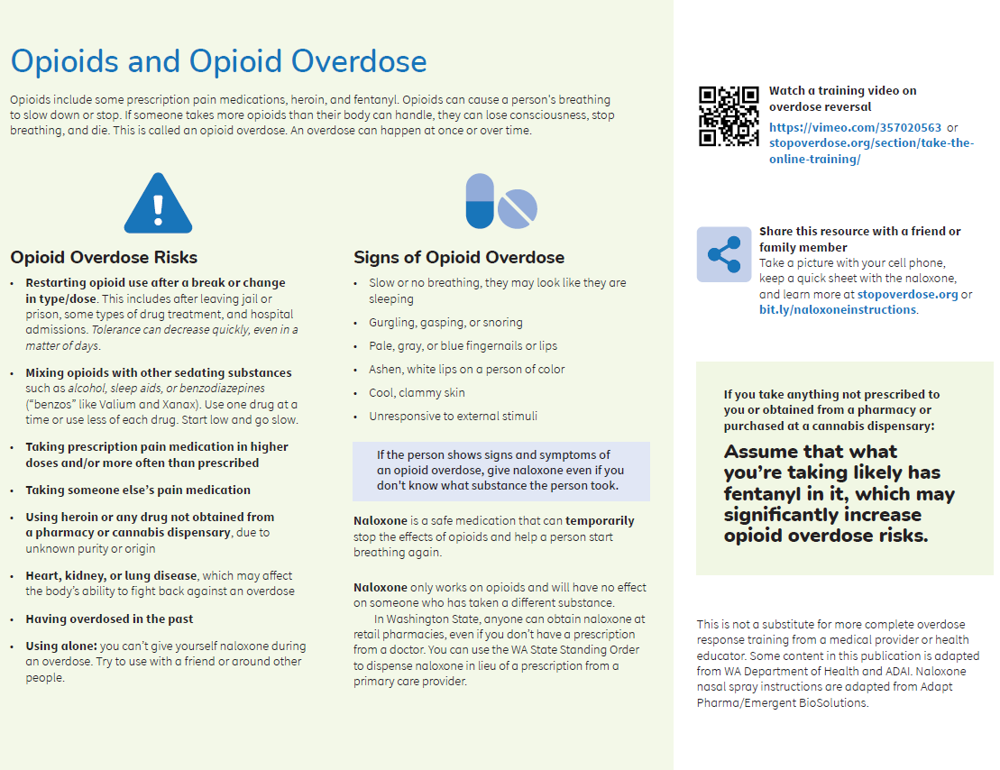 Opioids and Opioid Overdose
Opioids include some prescription pain medications, heroin, and fentanyl. Opioids can cause a person's breathing
to slow down or stop. If someone takes more opioids than their body can handle, they can lose consciousness, stop
breathing, and die. This is called an opioid overdose. An overdose can happen at once or over time.
Opioid Overdose Risks
• Restarting opioid use after a break or change
in type/dose. This includes after leaving jail or
prison, some types of drug treatment, and hospital
admissions. Tolerance can decrease quickly, even in a
matter of days.
• Mixing opioids with other sedating substances
such as alcohol, sleep aids, or benzodiazepines
(“benzos” like Valium and Xanax). Use one drug at a
time or use less of each drug. Start low and go slow.
• Taking prescription pain medication in higher
doses and/or more often than prescribed
• Taking someone else’s pain medication
• Using heroin or any drug not obtained from
a pharmacy or cannabis dispensary, due to
unknown purity or origin
• Heart, kidney, or lung disease, which may affect
the body’s ability to fight back against an overdose
• Having overdosed in the past
• Using alone: you can’t give yourself naloxone during
an overdose. Try to use with a friend or around other
people.
Signs of Opioid Overdose
• Slow or no breathing, they may look like they are
sleeping
• Gurgling, gasping, or snoring
• Pale, gray, or blue fingernails or lips
• Ashen, white lips on a person of color
• Cool, clammy skin
• Unresponsive to external stimuli
If the person shows signs and symptoms of
an opioid overdose, give naloxone even if you
don't know what substance the person took.
Naloxone is a safe medication that can temporarily
stop the effects of opioids and help a person start
breathing again.
Naloxone only works on opioids and will have no effect
on someone who has taken a different substance.
In Washington State, anyone can obtain naloxone at
retail pharmacies, even if you don’t have a prescription
from a doctor. You can use the WA State Standing Order
to dispense naloxone in lieu of a prescription from a
primary care provider.
Watch a training video on
overdose reversal
https://vimeo.com/357020563 or
stopoverdose.org/section/take-the-
online-training/
Share this resource with a friend or
family member
Take a picture with your cell phone,
keep a quick sheet with the naloxone,
and learn more at stopoverdose.org or
bit.ly/naloxoneinstructions.
If you take anything not prescribed to
you or obtained from a pharmacy or
purchased at a cannabis dispensary:
Assume that what
you’re taking likely has
fentanyl in it, which may
significantly increase
opioid overdose risks.
This is not a substitute for more complete overdose
response training from a medical provider or health
educator. Some content in this publication is adapted
from WA Department of Health and ADAI. Naloxone
nasal spray instructions are adapted from Adapt
Pharma/Emergent BioSolutions.